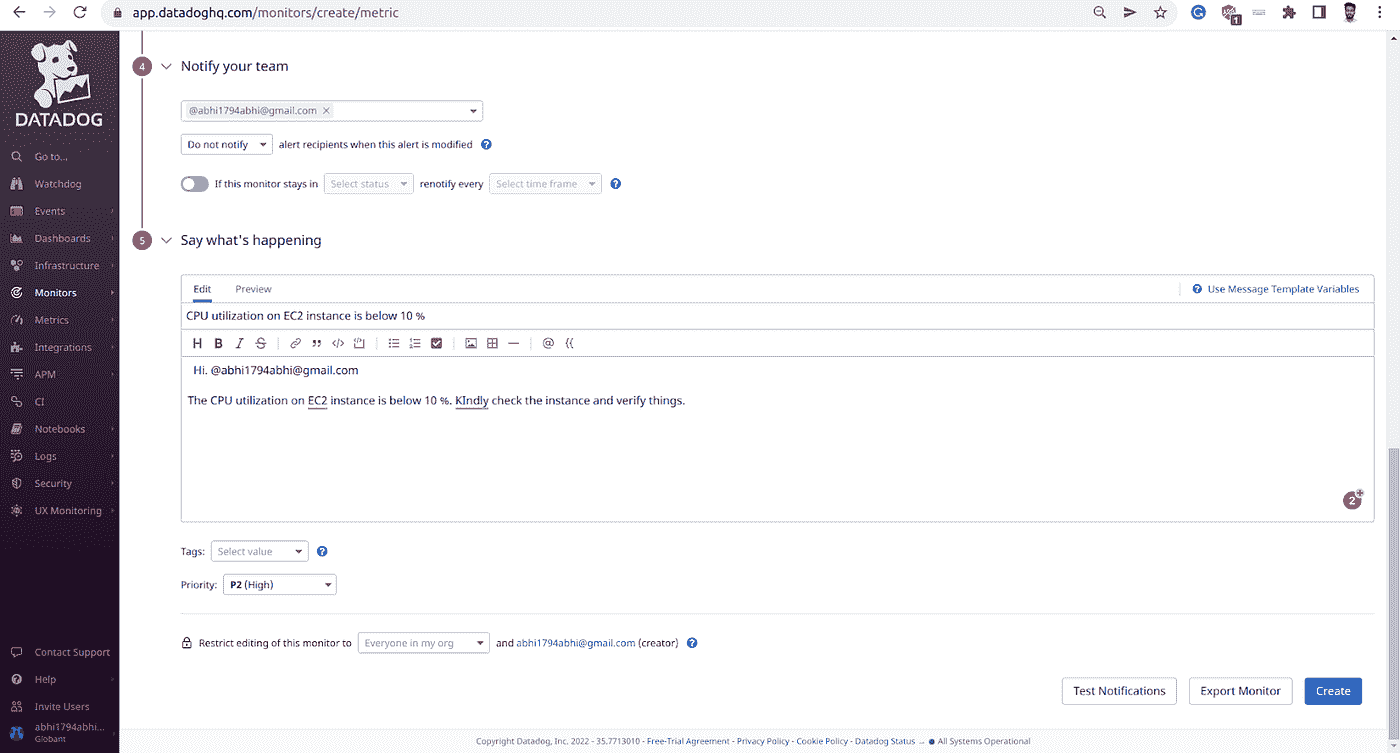 app.datadoghq.com/monitors/create/metric
1
DATADOG
Go to...
Watchdog
Events
Dashboards
Infrastructure
Monitors
Metrics
Integrations
APM
CI
Notebooks
Logs
Security
UX Monitoring
Contact Support
Help
Invite Users
abhi1794abhi...
Globant
4 Notify your team
@abhi1794abhi@gmail.com ×
Do not notify alert recipients when this alert is modified ?
If this monitor stays in Select status renotify every Select time frame ?
5 Say what's happening
Edit Preview ? Use Message Template Variables
CPU utilization on EC2 instance is below 10 %
H B I S @ {{
Hi. @abhi1794abhi@gmail.com
The CPU utilization on EC2 instance is below 10 %. KIndly check the instance and verify things.
2
Tags: Select value ?
Priority: P2 (High)
Restrict editing of this monitor to Everyone in my org and abhi1794abhi@gmail.com (creator) ?
Test Notifications Export Monitor Create
Copyright Datadog, Inc. 2022 - 35.7713010 - Free-Trial Agreement - Privacy Policy - Cookie Policy - Datadog Status → All Systems Operational